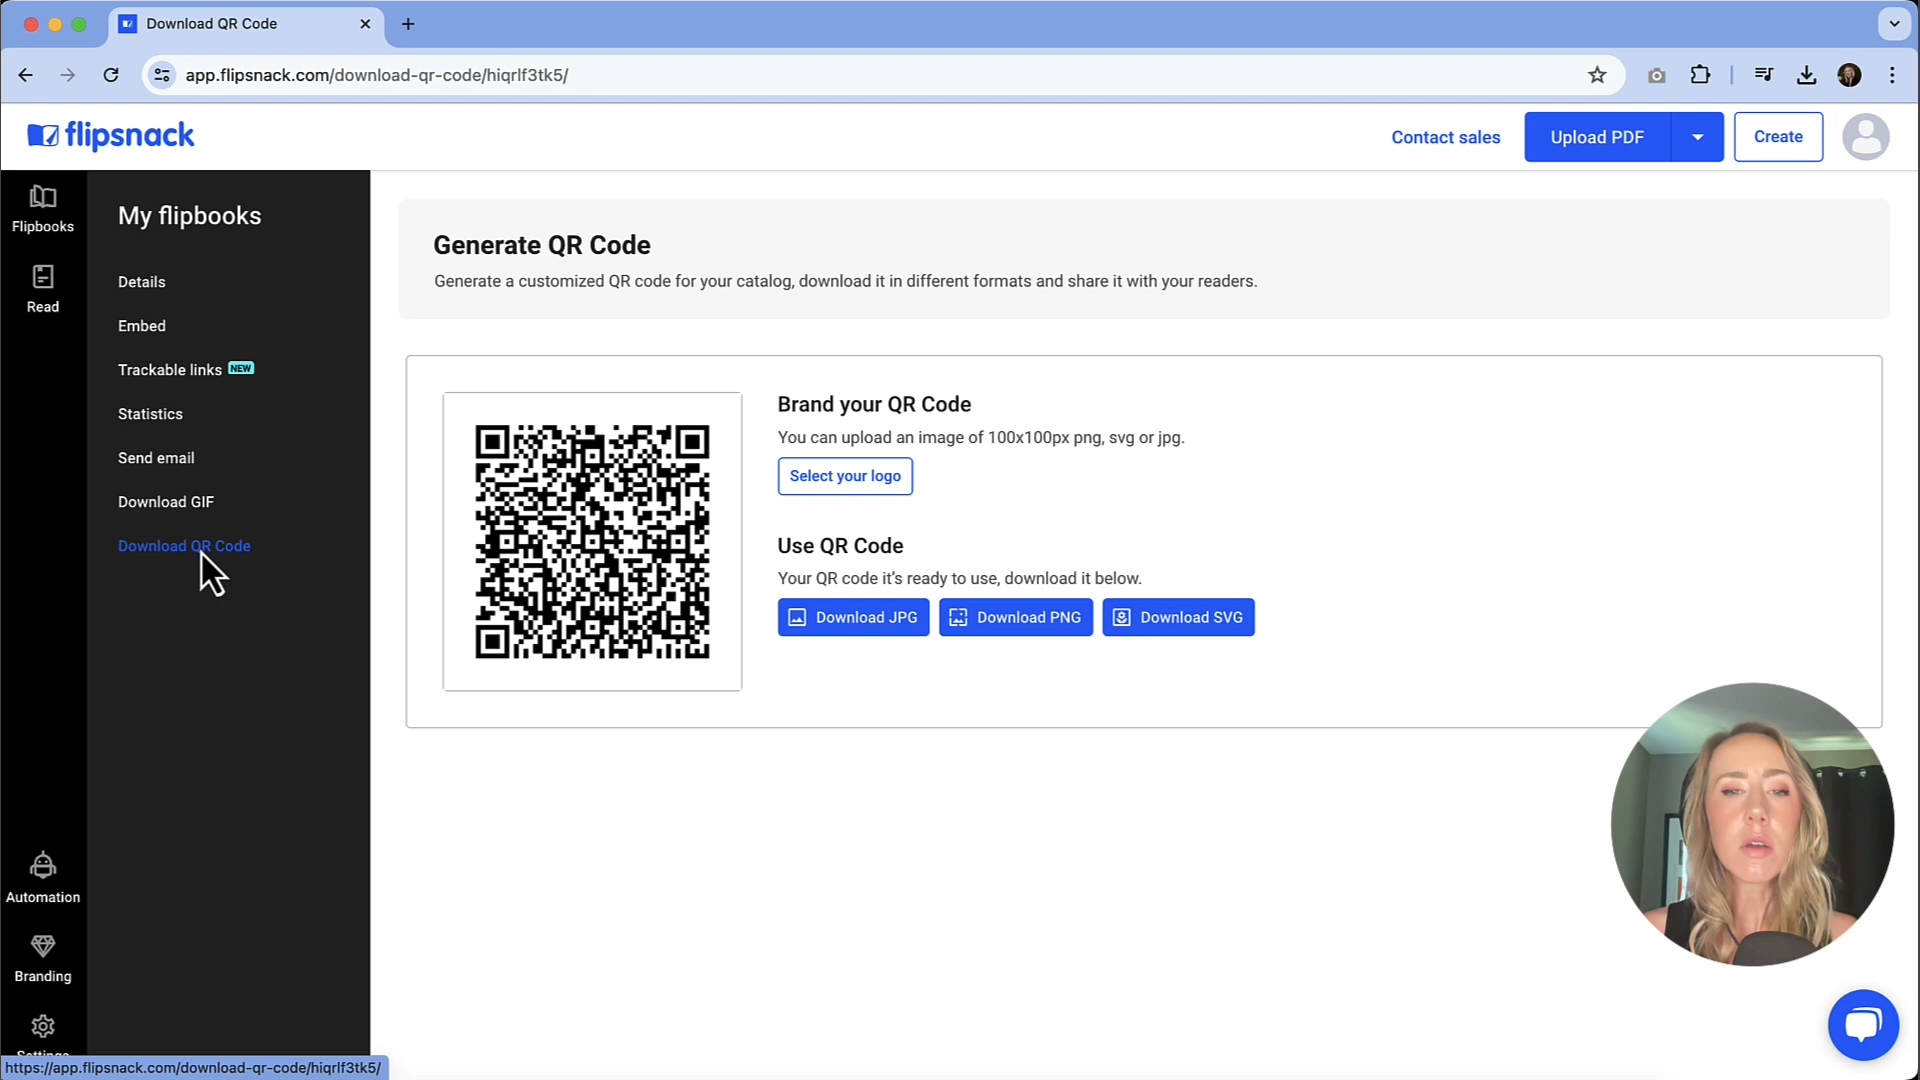 Download QR Code
app.flipsnack.com/download-qr-code/hiqrlf3tk5/
flipsnack
Contact sales
Upload PDF
Create
Flipbooks
Read
Automation
Branding
Settings
My flipbooks
Details
Embed
Trackable links NEW
Statistics
Send email
Download GIF
Download QR Code
Generate QR Code
Generate a customized QR code for your catalog, download it in different formats and share it with your readers.
Brand your QR Code
You can upload an image of 100x100px png, svg or jpg.
Select your logo
Use QR Code
Your QR code it's ready to use, download it below.
Download JPG
Download PNG
Download SVG
https://app.flipsnack.com/download-qr-code/hiqrlf3tk5/